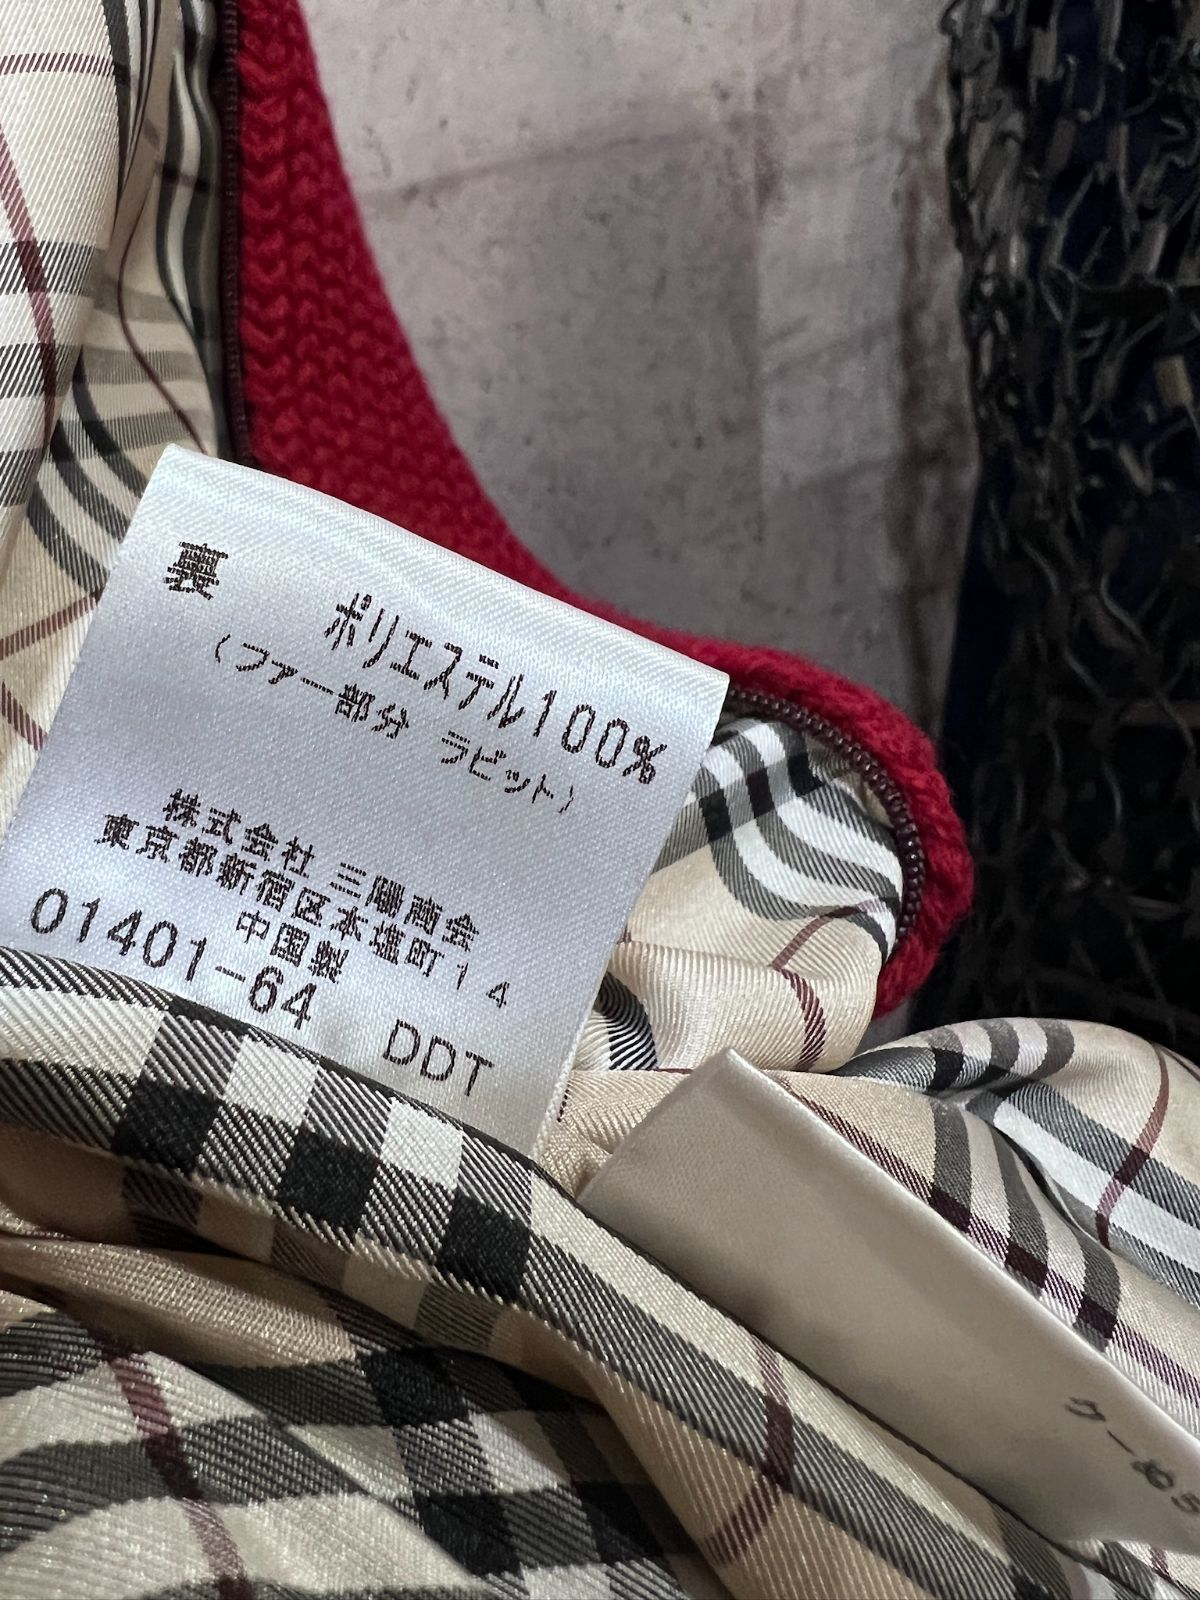 裏 ポリエステル100%
(ファー部分 ラビット)
株式会社 三陽商会
東京都新宿区本塩町14
中国製
01401-64 DDT